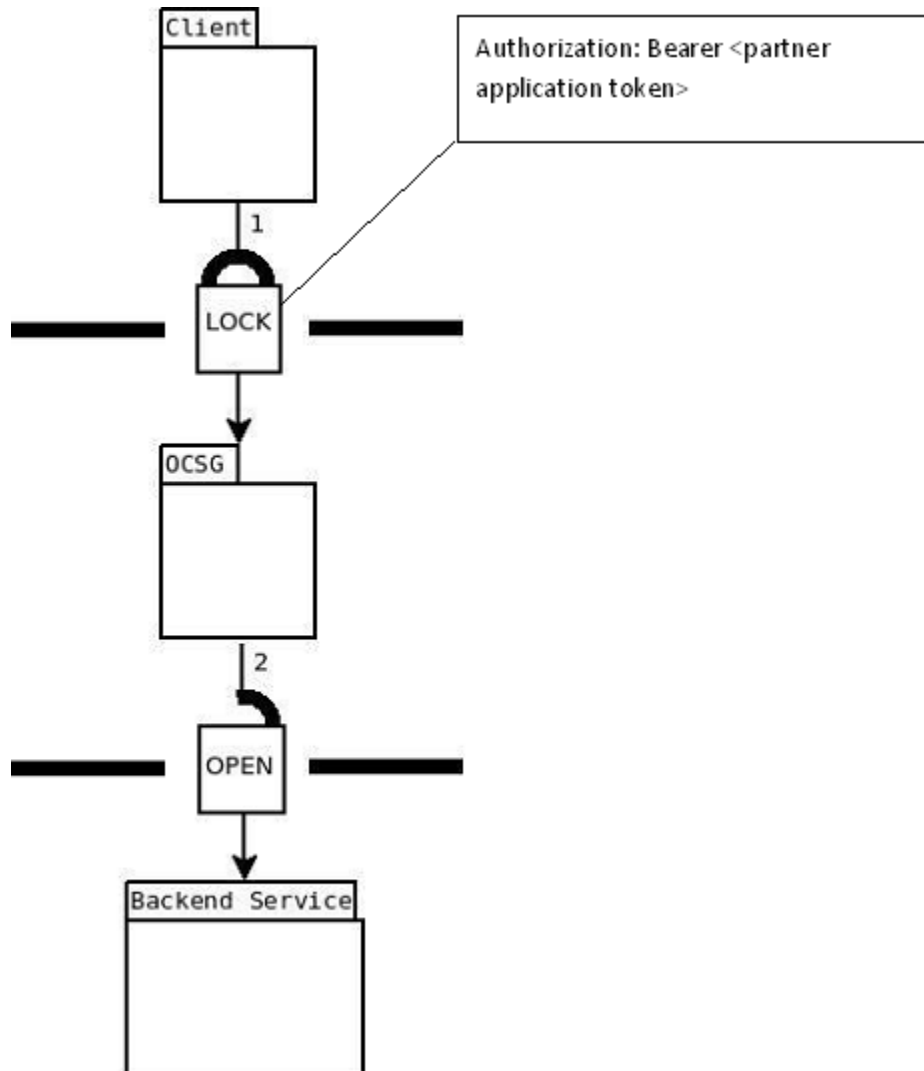 Client
Authorization: Bearer <partner
application token>
1
LOCK
OCSG
2
OPEN
Backend Service